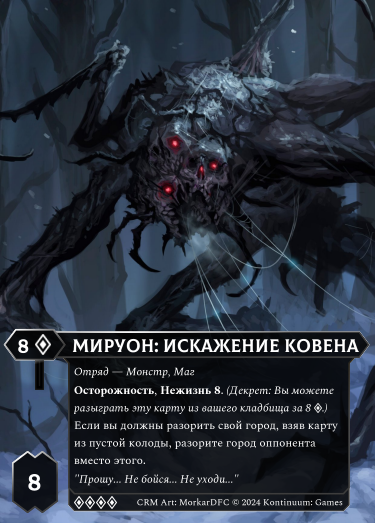 8
МИРУОН: ИСКАЖЕНИЕ КОВЕНА
Отряд — Монстр, Маг
Осторожность, Нежизнь 8. (Декрет: Вы можете
разыграть эту карту из вашего кладбища за 8 .)
Если вы должны разорить свой город, взяв карту
из пустой колоды, разорите город оппонента
вместо этого.
"Прошу... Не бойся... Не уходи..."
8
CRM Art: MorkarDFC © 2024 Kontinuum: Games